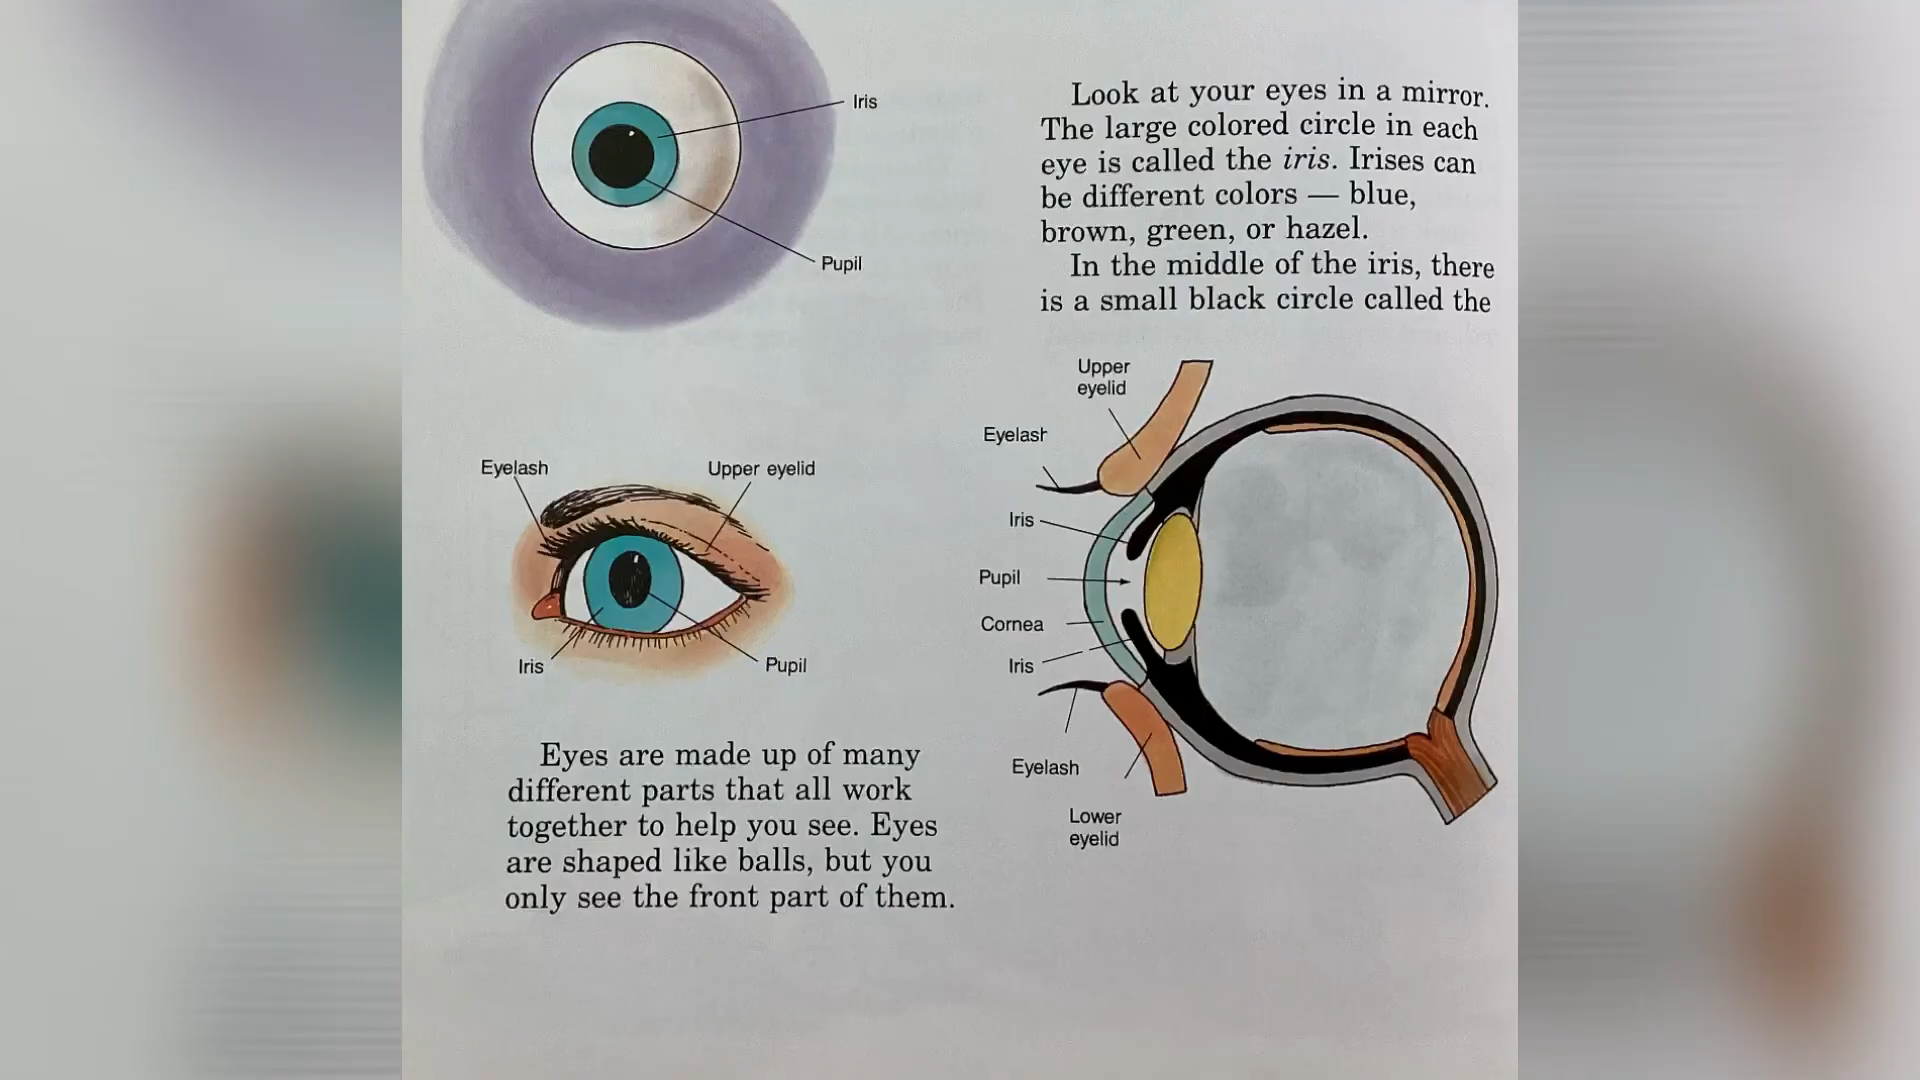 Iris
Pupil
Eyelash
Upper eyelid
Iris
Pupil
Eyes are made up of many
different parts that all work
together to help you see. Eyes
are shaped like balls, but you
only see the front part of them.
Look at your eyes in a mirror.
The large colored circle in each
eye is called the iris. Irises can
be different colors — blue,
brown, green, or hazel.
In the middle of the iris, there
is a small black circle called the
Upper
eyelid
Eyelash
Iris
Pupil
Cornea
Iris
Eyelash
Lower
eyelid